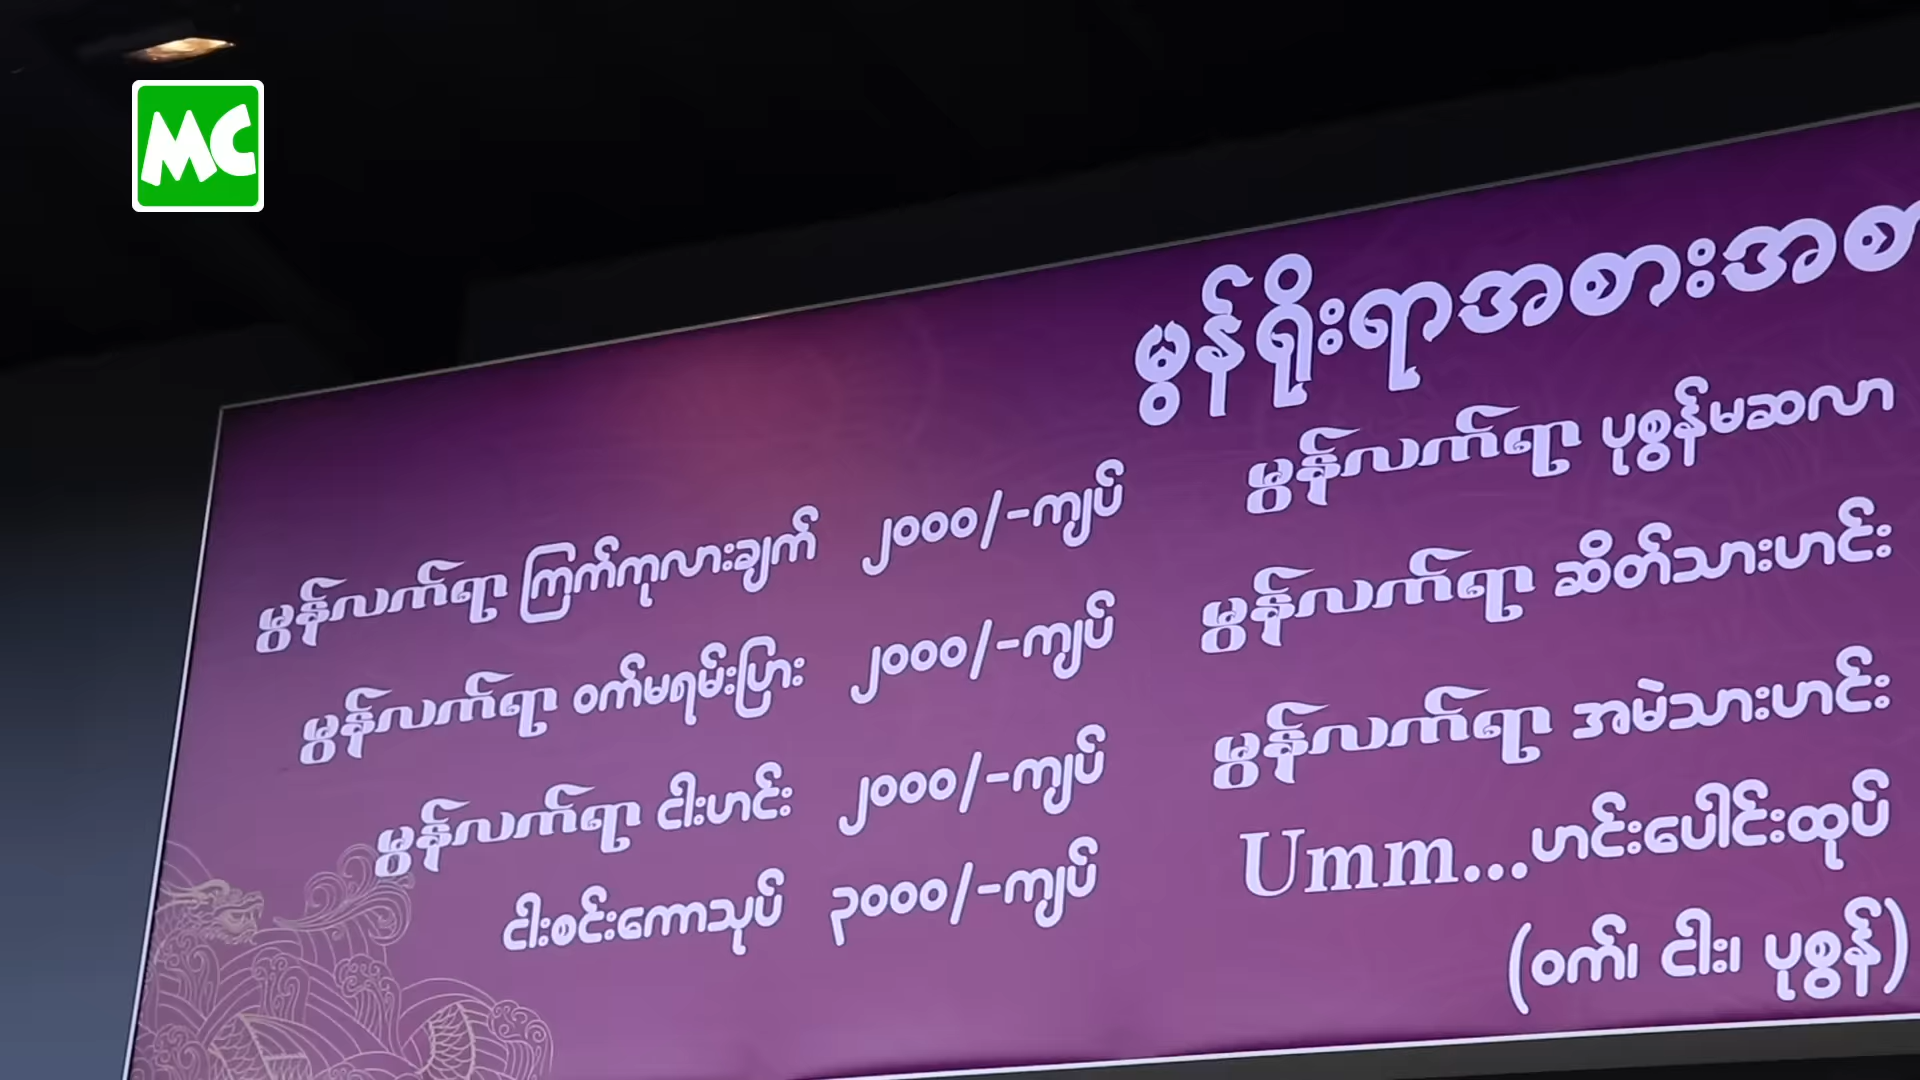 MC
မွန်ရိုးရာအစားအစာ
မွန်လက်ရာ ကြက်ကုလားချက် ၂၀၀၀/-ကျပ်
မွန်လက်ရာ ဝက်မရမ်းပြား ၂၀၀၀/-ကျပ်
မွန်လက်ရာ ငါးဟင်း ၂၀၀၀/-ကျပ်
ငါးစင်းကောသုပ် ၃၀၀၀/-ကျပ်
မွန်လက်ရာ ပုစွန်မဆလာ
မွန်လက်ရာ ဆိတ်သားဟင်း
မွန်လက်ရာ အမဲသားဟင်း
Umm...ဟင်းပေါင်းထုပ်
(ဝက်၊ ငါး၊ ပုစွန်)